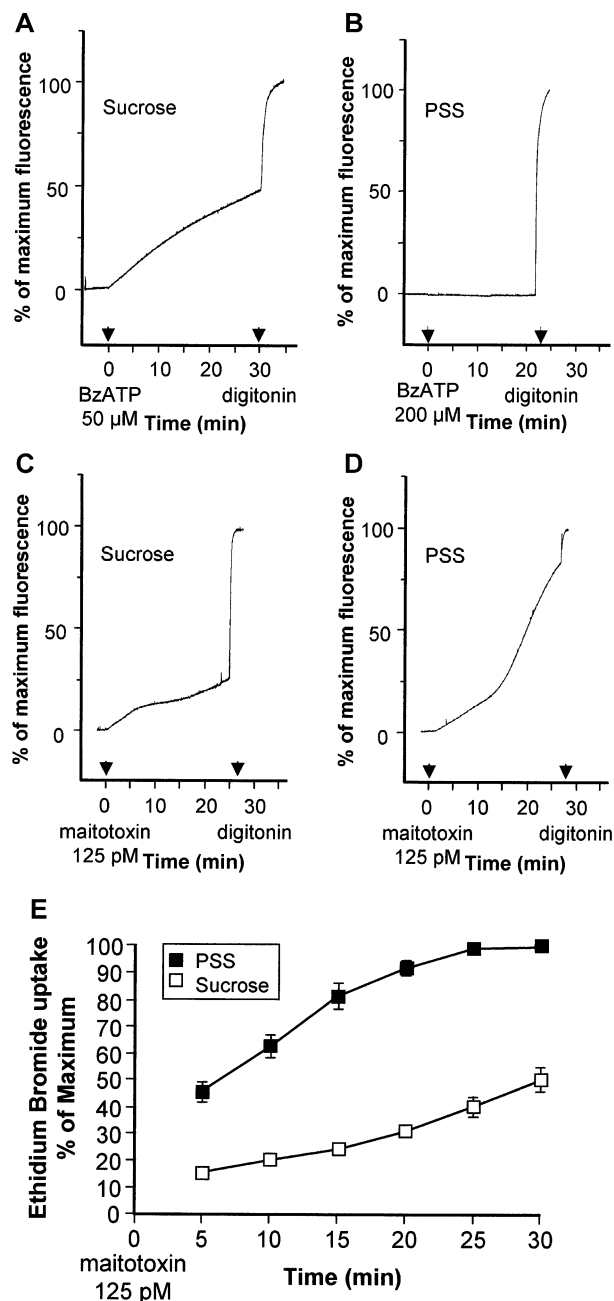 A
% of maximum fluorescence
100
50
0
Sucrose
0 10 20 30
BzATP digitonin
50 µM Time (min)
B
% of maximum fluorescence
100
50
0
PSS
0 10 20 30
BzATP digitonin
200 µM Time (min)
C
% of maximum fluorescence
100
50
0
Sucrose
0 10 20 30
maitotoxin digitonin
125 pM Time (min)
D
% of maximum fluorescence
100
50
0
PSS
0 10 20 30
maitotoxin digitonin
125 pM Time (min)
E
Ethidium Bromide uptake
% of Maximum
100
90
80
70
60
50
40
30
20
10
0
PSS
Sucrose
0 5 10 15 20 25 30
maitotoxin
125 pM
Time (min)